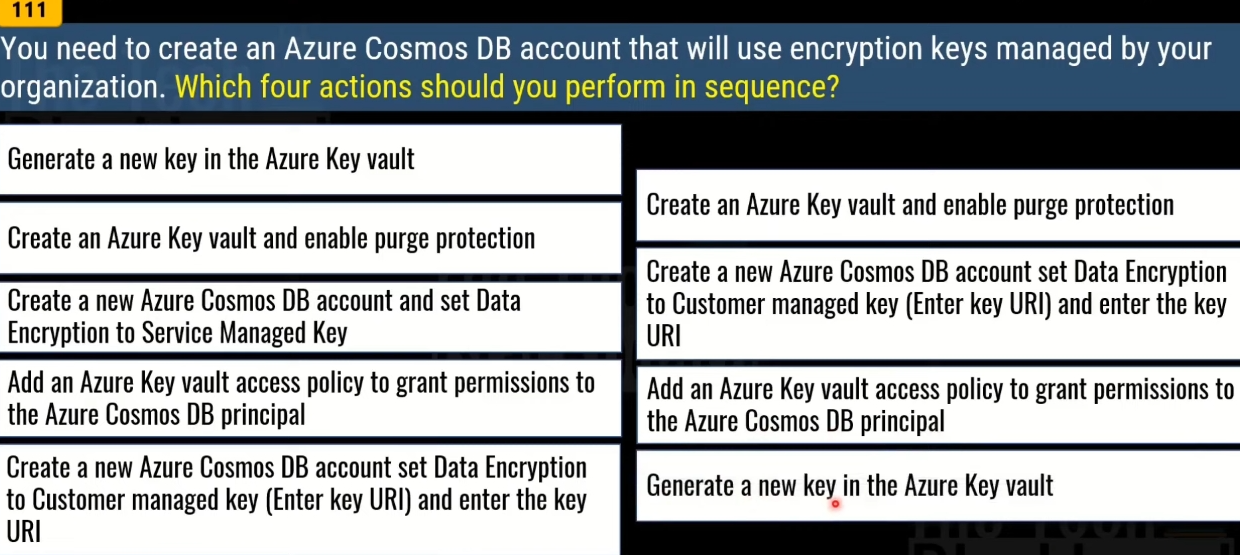 111
You need to create an Azure Cosmos DB account that will use encryption keys managed by your
organization. Which four actions should you perform in sequence?
Generate a new key in the Azure Key vault
Create an Azure Key vault and enable purge protection
Create a new Azure Cosmos DB account and set Data
Encryption to Service Managed Key
Add an Azure Key vault access policy to grant permissions to
the Azure Cosmos DB principal
Create a new Azure Cosmos DB account set Data Encryption
to Customer managed key (Enter key URI) and enter the key
URI
Create an Azure Key vault and enable purge protection
Create a new Azure Cosmos DB account set Data Encryption
to Customer managed key (Enter key URI) and enter the key
URI
Add an Azure Key vault access policy to grant permissions to
the Azure Cosmos DB principal
Generate a new key in the Azure Key vault